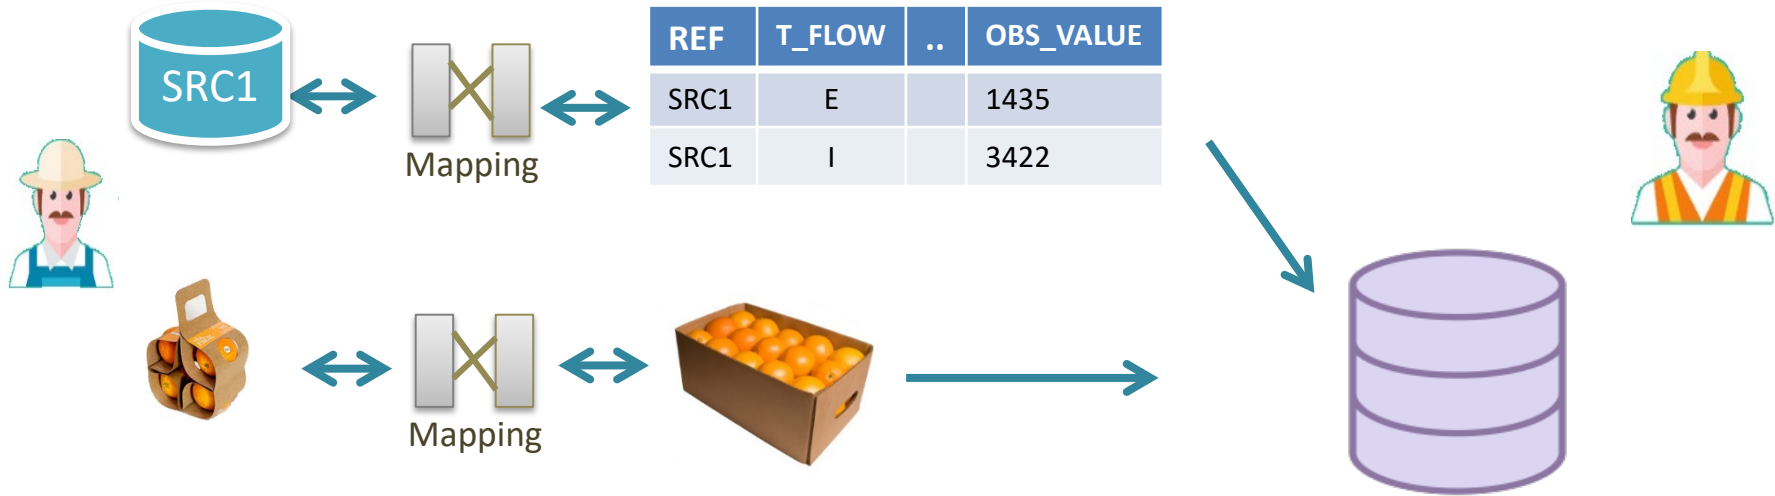 SRC1
Mapping
REF T_FLOW .. OBS_VALUE
SRC1 E 1435
SRC1 I 3422
Mapping